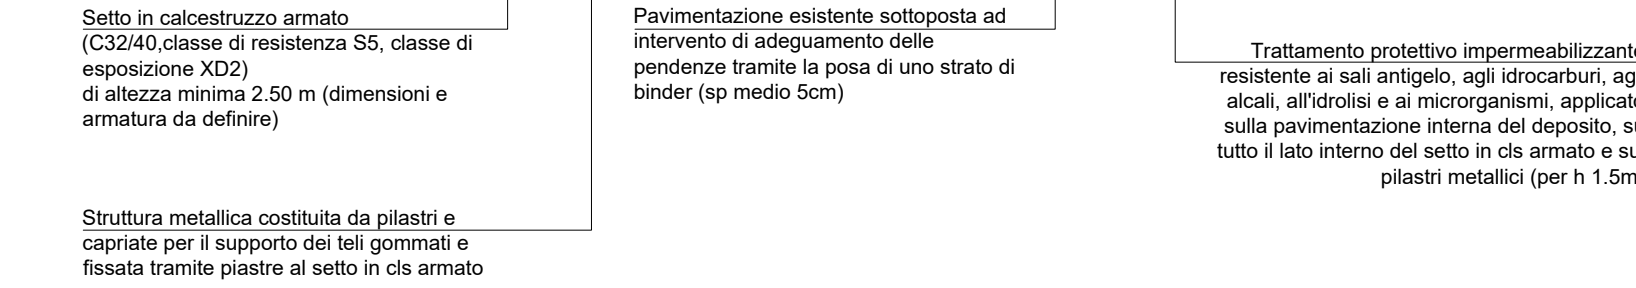 Setto in calcestruzzo armato
(C32/40,classe di resistenza S5, classe di
esposizione XD2)
di altezza minima 2.50 m (dimensioni e
armatura da definire)
Struttura metallica costituita da pilastri e
capriate per il supporto dei teli gommati e
fissata tramite piastre al setto in cls armato
Pavimentazione esistente sottoposta ad
intervento di adeguamento delle
pendenze tramite la posa di uno strato di
binder (sp medio 5cm)
Trattamento protettivo impermeabilizzante
resistente ai sali antigelo, agli idrocarburi,
alcali, all'idrolisi e ai microrganismi,
sulla pavimentazione interna del deposito,
tutto il lato interno del setto in cls armato e
pilastri metallici (per h 1.5m